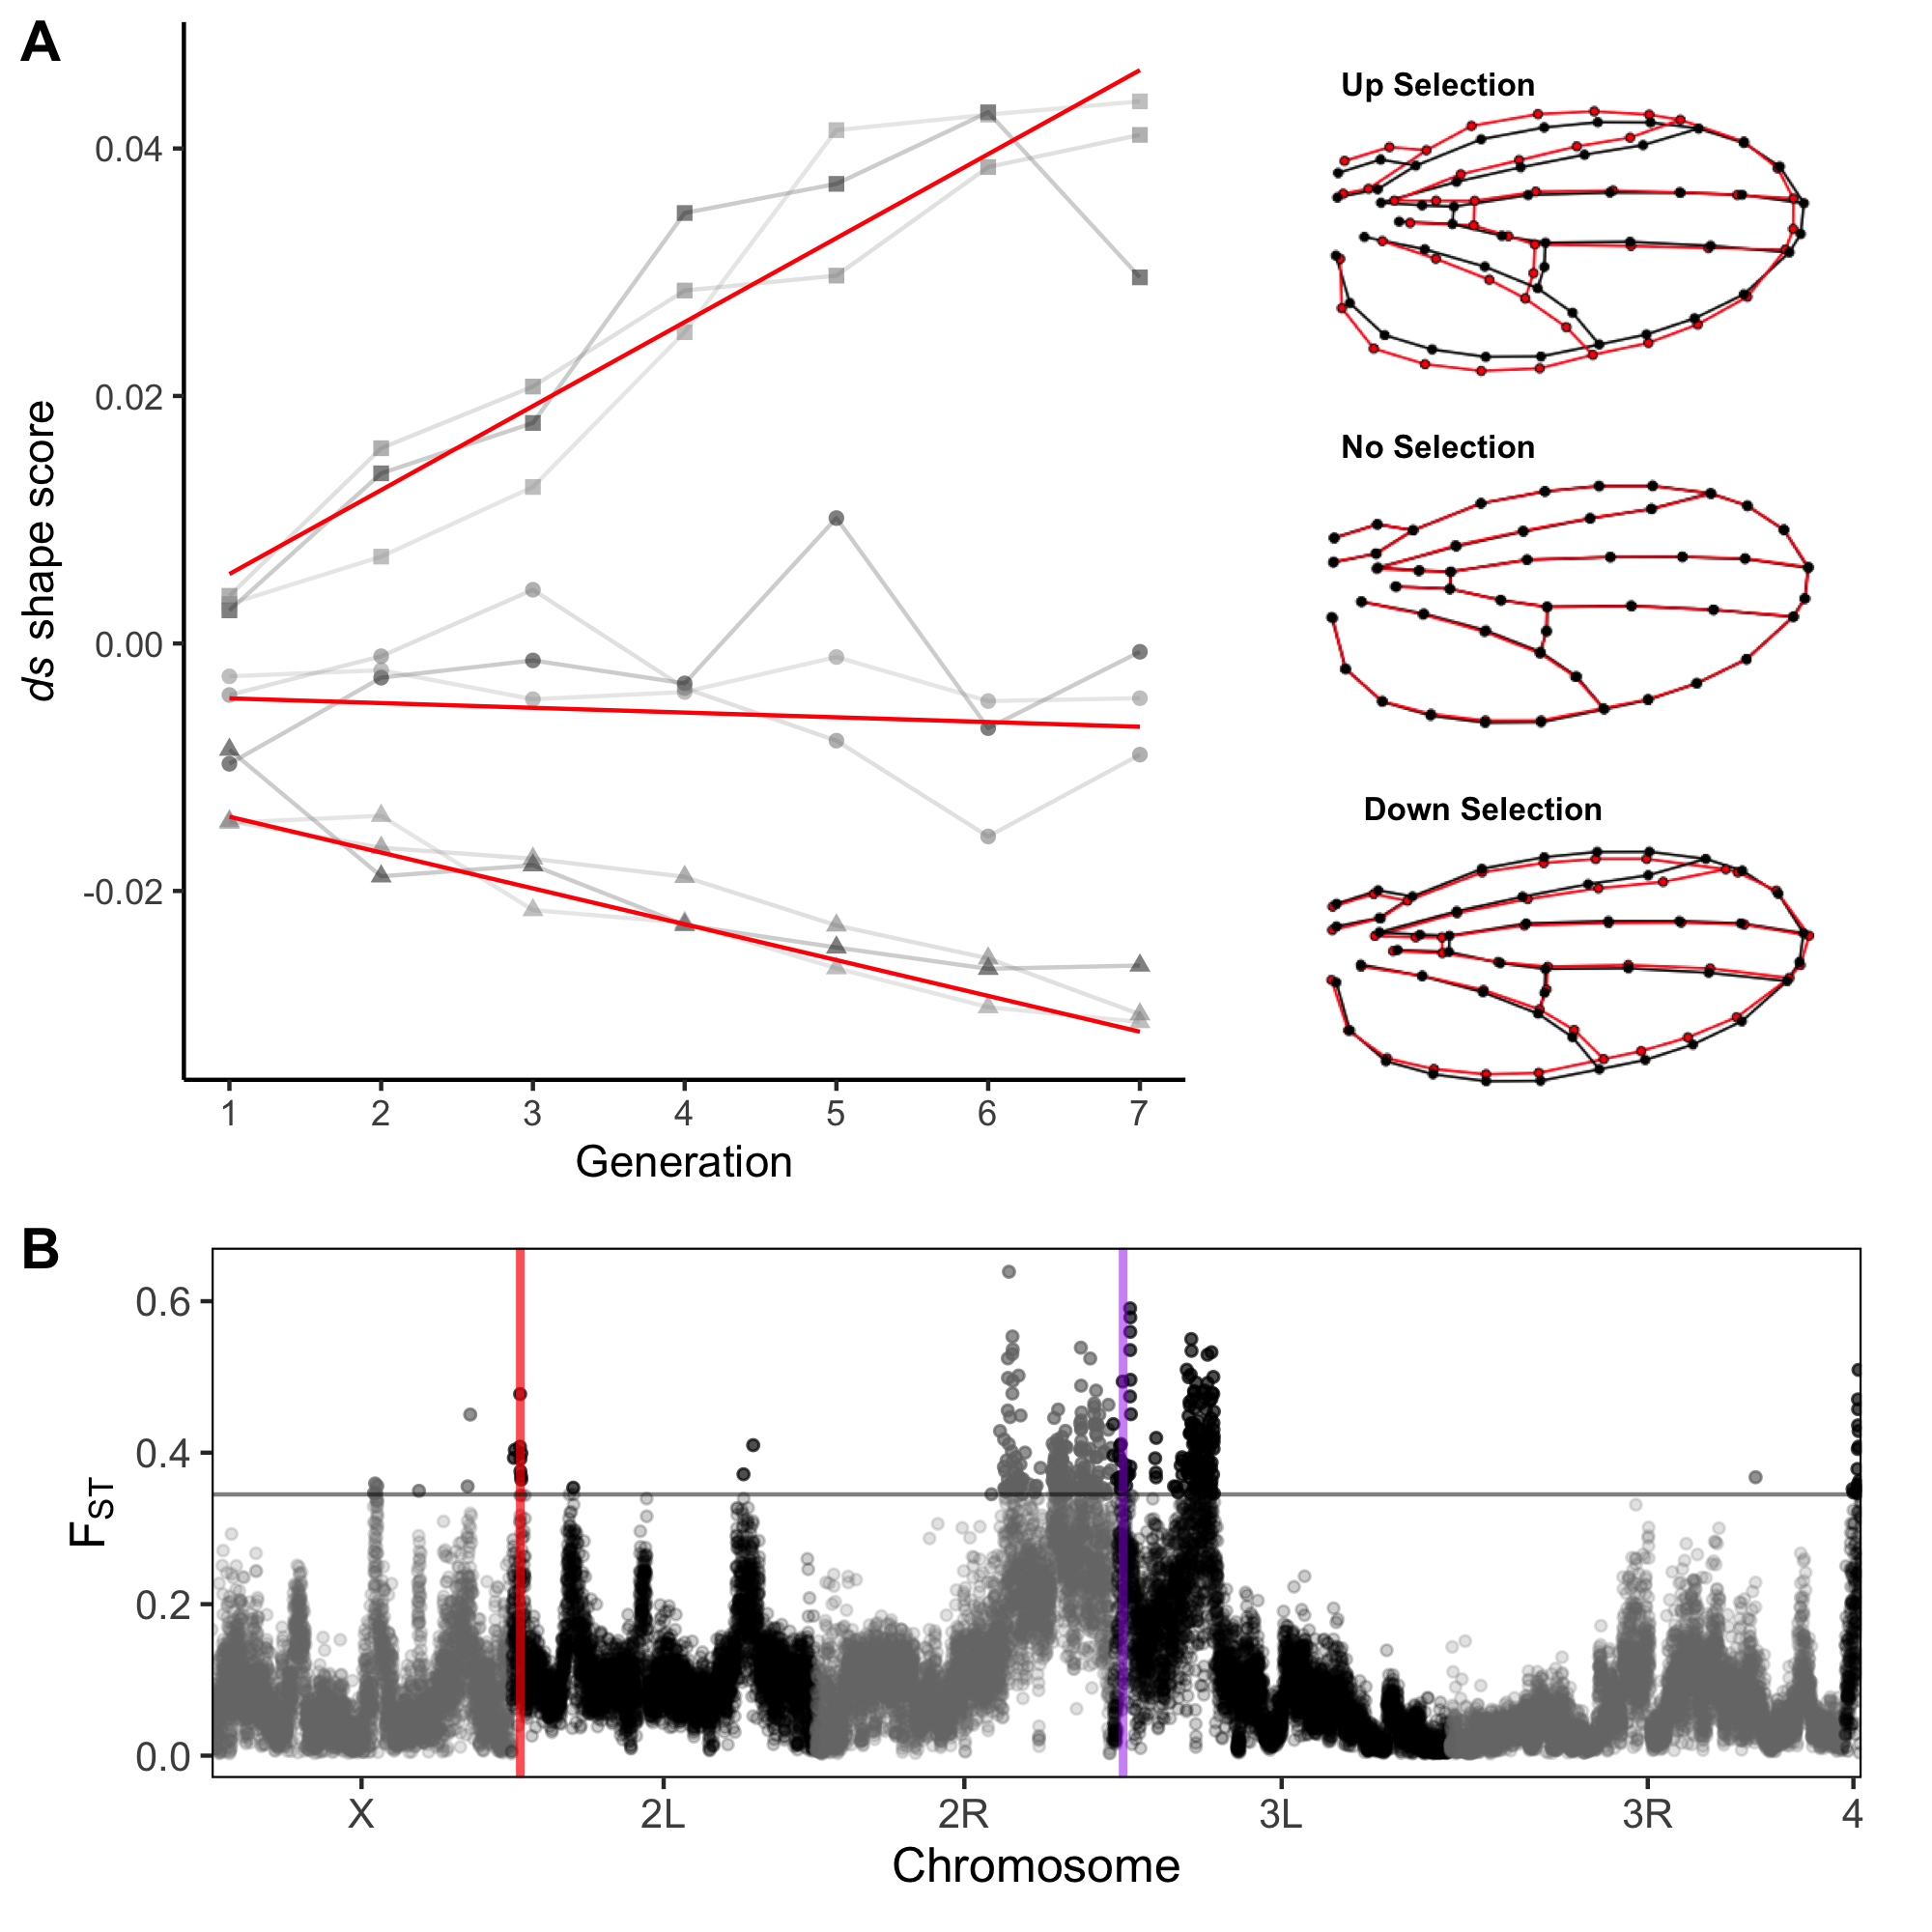 A
ds shape score
0.04
0.02
0.00
-0.02
1 2 3 4 5 6 7
Generation
Up Selection
No Selection
Down Selection
B
FST
0.6
0.4
0.2
0.0
X 2L 2R 3L 3R 4
Chromosome